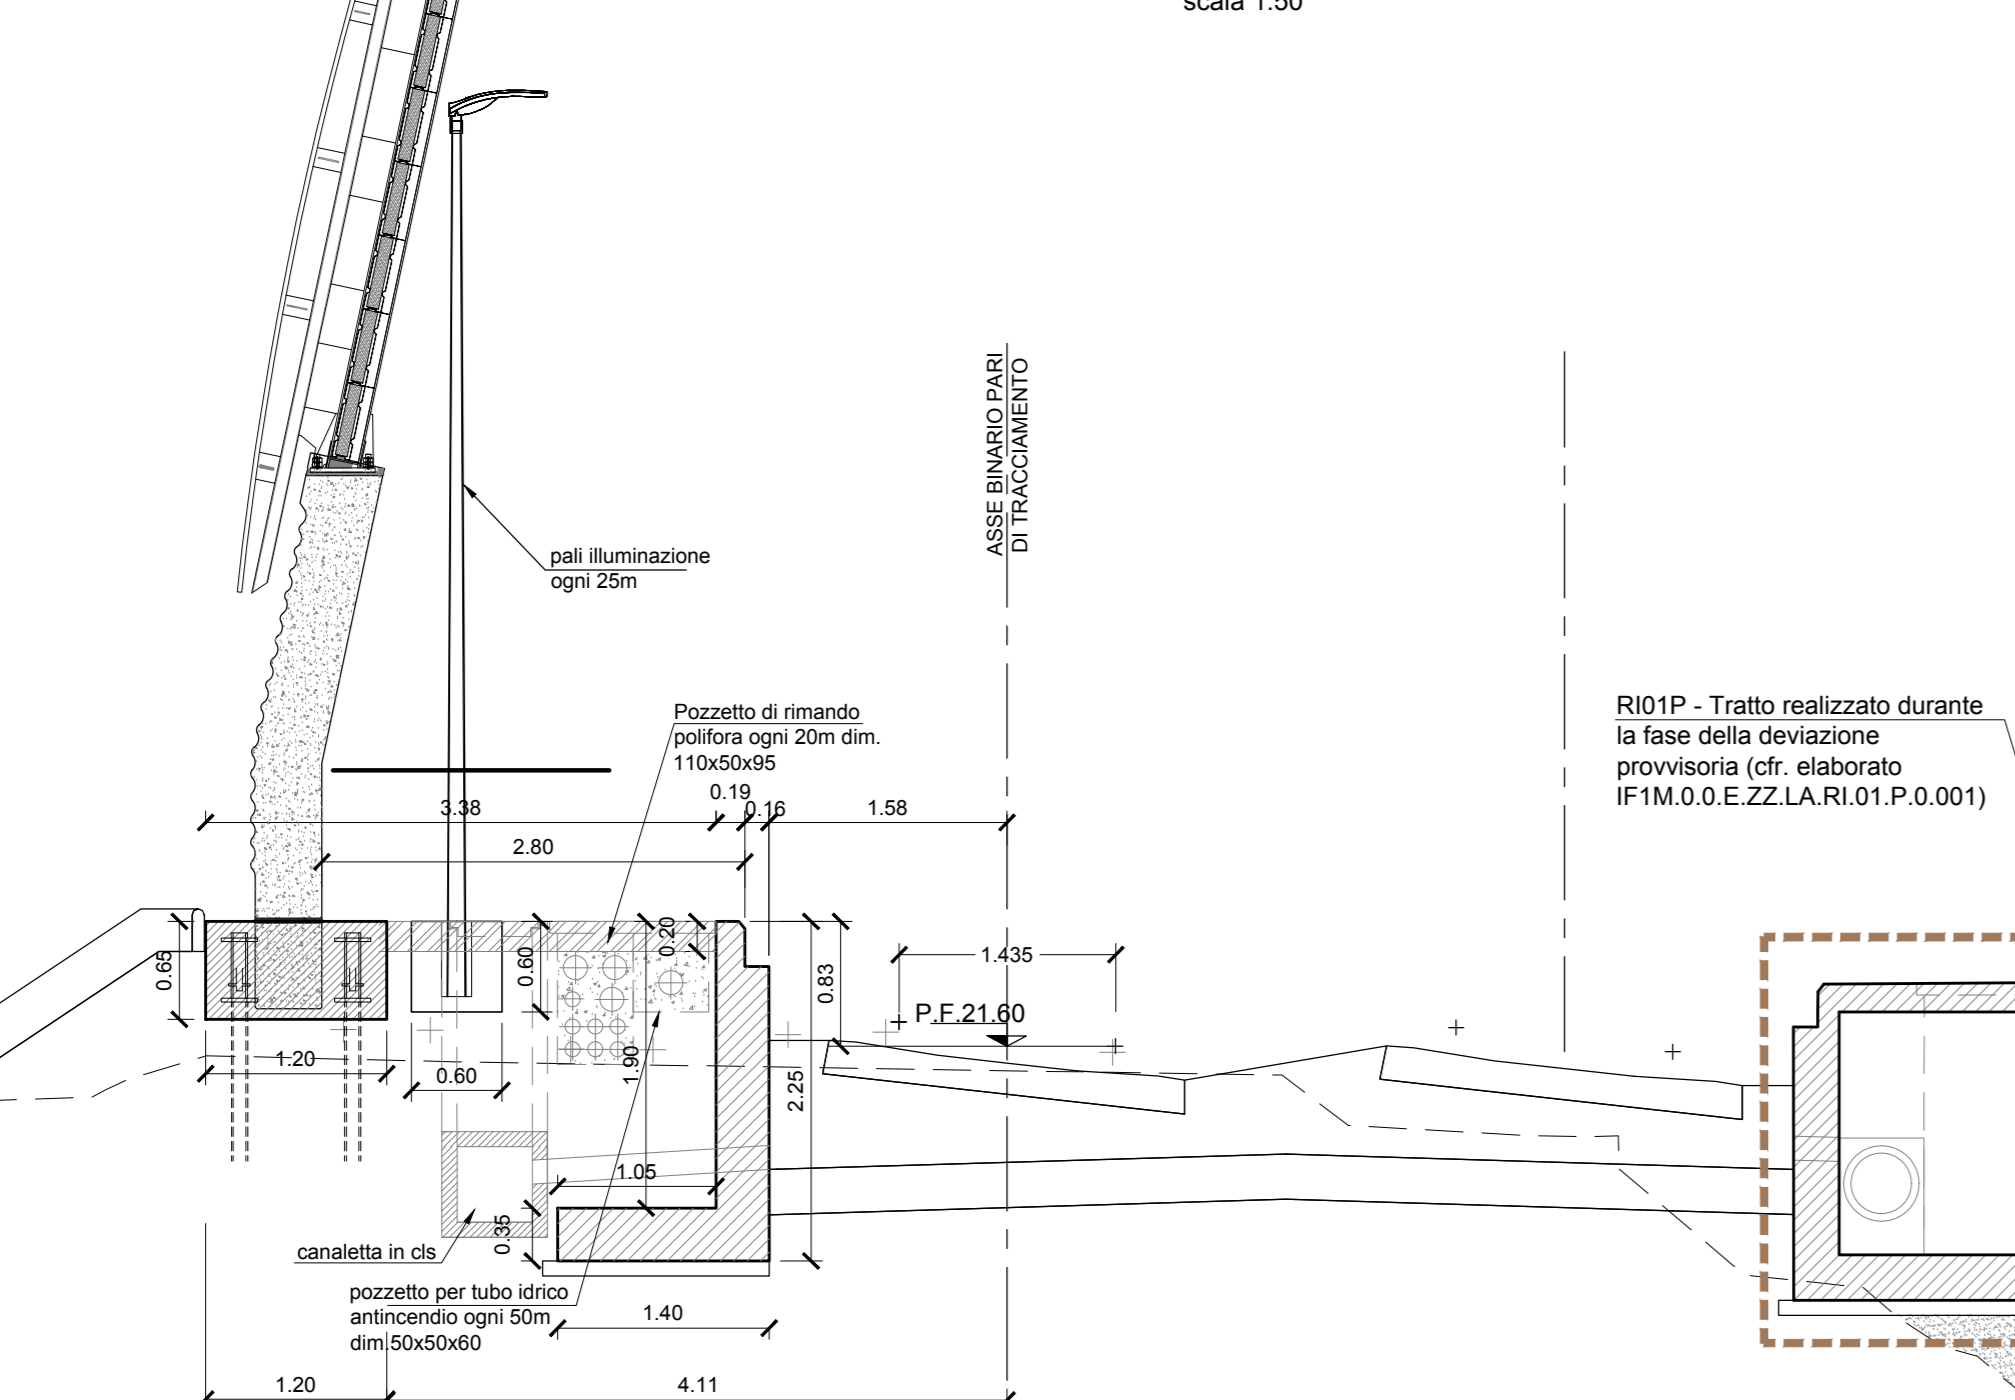 scala 1:50
ASSE BINARIO PARI
DI TRACCIAMENTO
pali illuminazione
ogni 25m
Pozzetto di rimando
polifora ogni 20m dim.
110x50x95
RI01P - Tratto realizzato durante
la fase della deviazione
provvisoria (cfr. elaborato
IF1M.0.0.E.ZZ.LA.RI.01.P.0.001)
3.38
0.19
0.16
1.58
2.80
0.65
0.60
0.20
0.83
1.435
P.F.21.60
1.20
0.60
1.90
2.25
1.05
0.35
canaletta in cls
pozzetto per tubo idrico
antincendio ogni 50m
dim.50x50x60
1.40
1.20
4.11